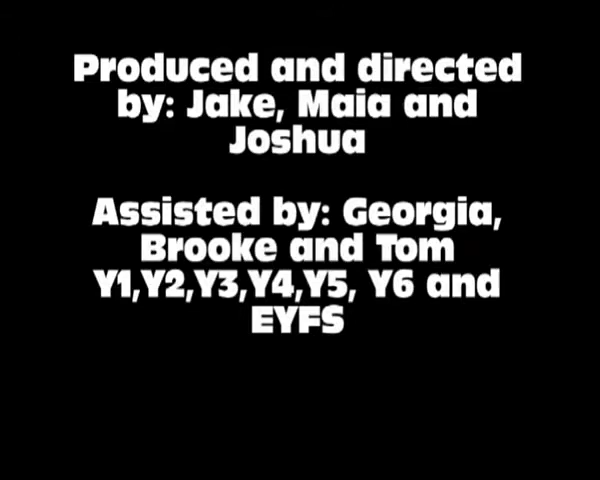 Produced and directed
by: Jake, Maia and
Joshua
Assisted by: Georgia,
Brooke and Tom
Y1,Y2,Y3,Y4,Y5, Y6 and
EYFS